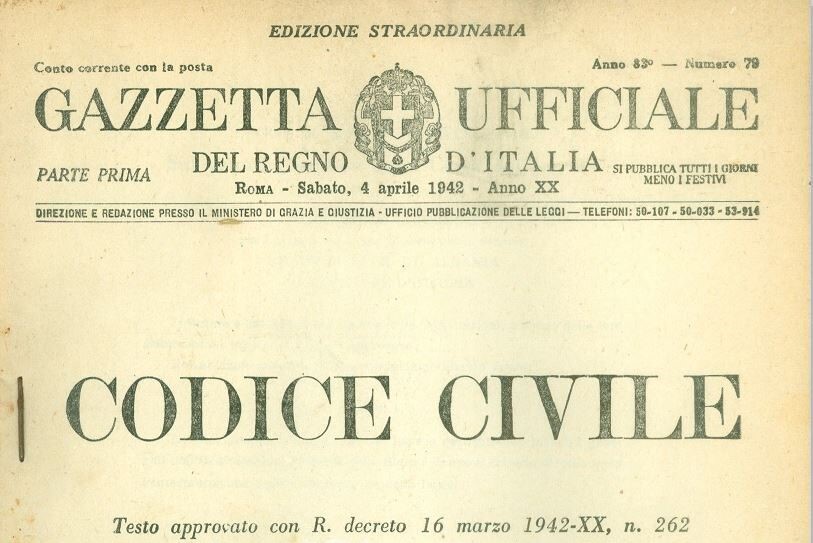 EDIZIONE STRAORDINARIA
Conto corrente con la posta
Anno 83º — Numero 79
GAZZETTA UFFICIALE
DEL REGNO D'ITALIA
PARTE PRIMA
SI PUBBLICA TUTTI I GIORNI
MENO I FESTIVI
ROMA - Sabato, 4 aprile 1942 - Anno XX
DIREZIONE E REDAZIONE PRESSO IL MINISTERO DI GRAZIA E GIUSTIZIA - UFFICIO PUBBLICAZIONE DELLE LEGGI — TELEFONI: 50-107 - 50-033 - 53-914
CODICE CIVILE
Testo approvato con R. decreto 16 marzo 1942-XX, n. 262